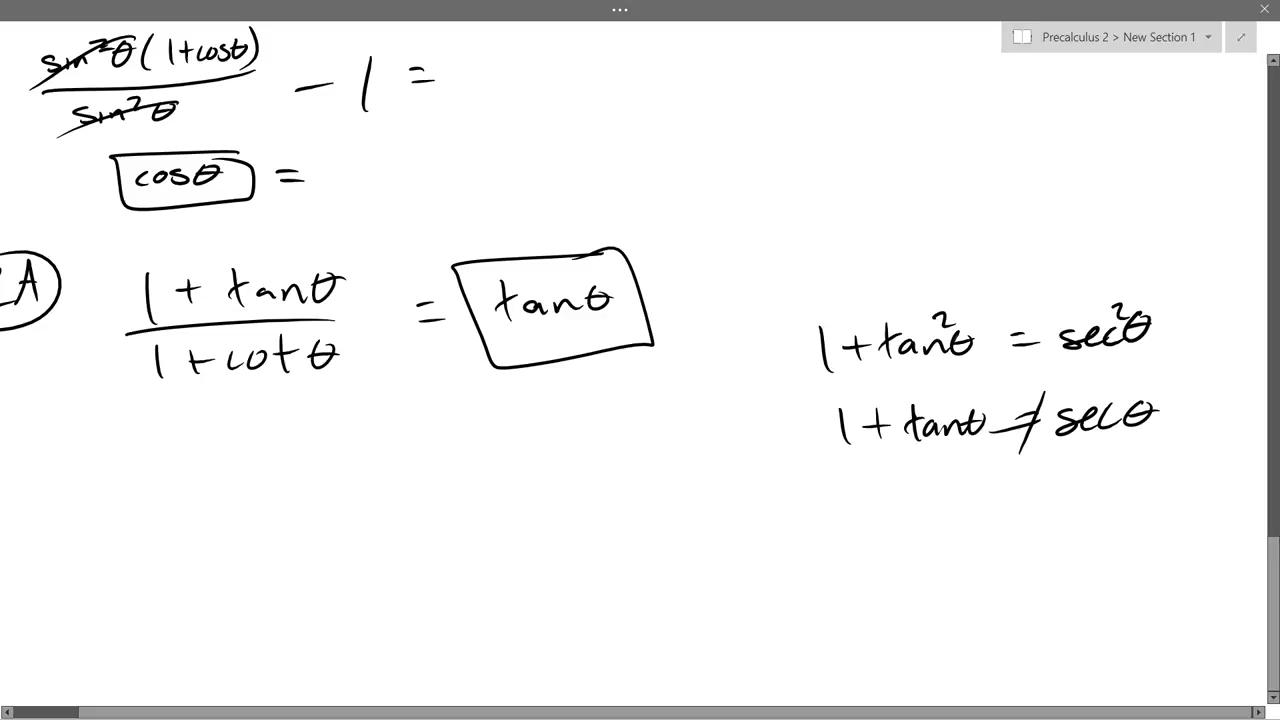 Precalculus 2 > New Section 1
sin²θ(1+cosθ)/sin²θ - 1 =
cosθ =
A
(1 + tanθ)/(1 + cot θ) = tanθ
1 + tan²θ = sec²θ
1 + tanθ ≠ secθ